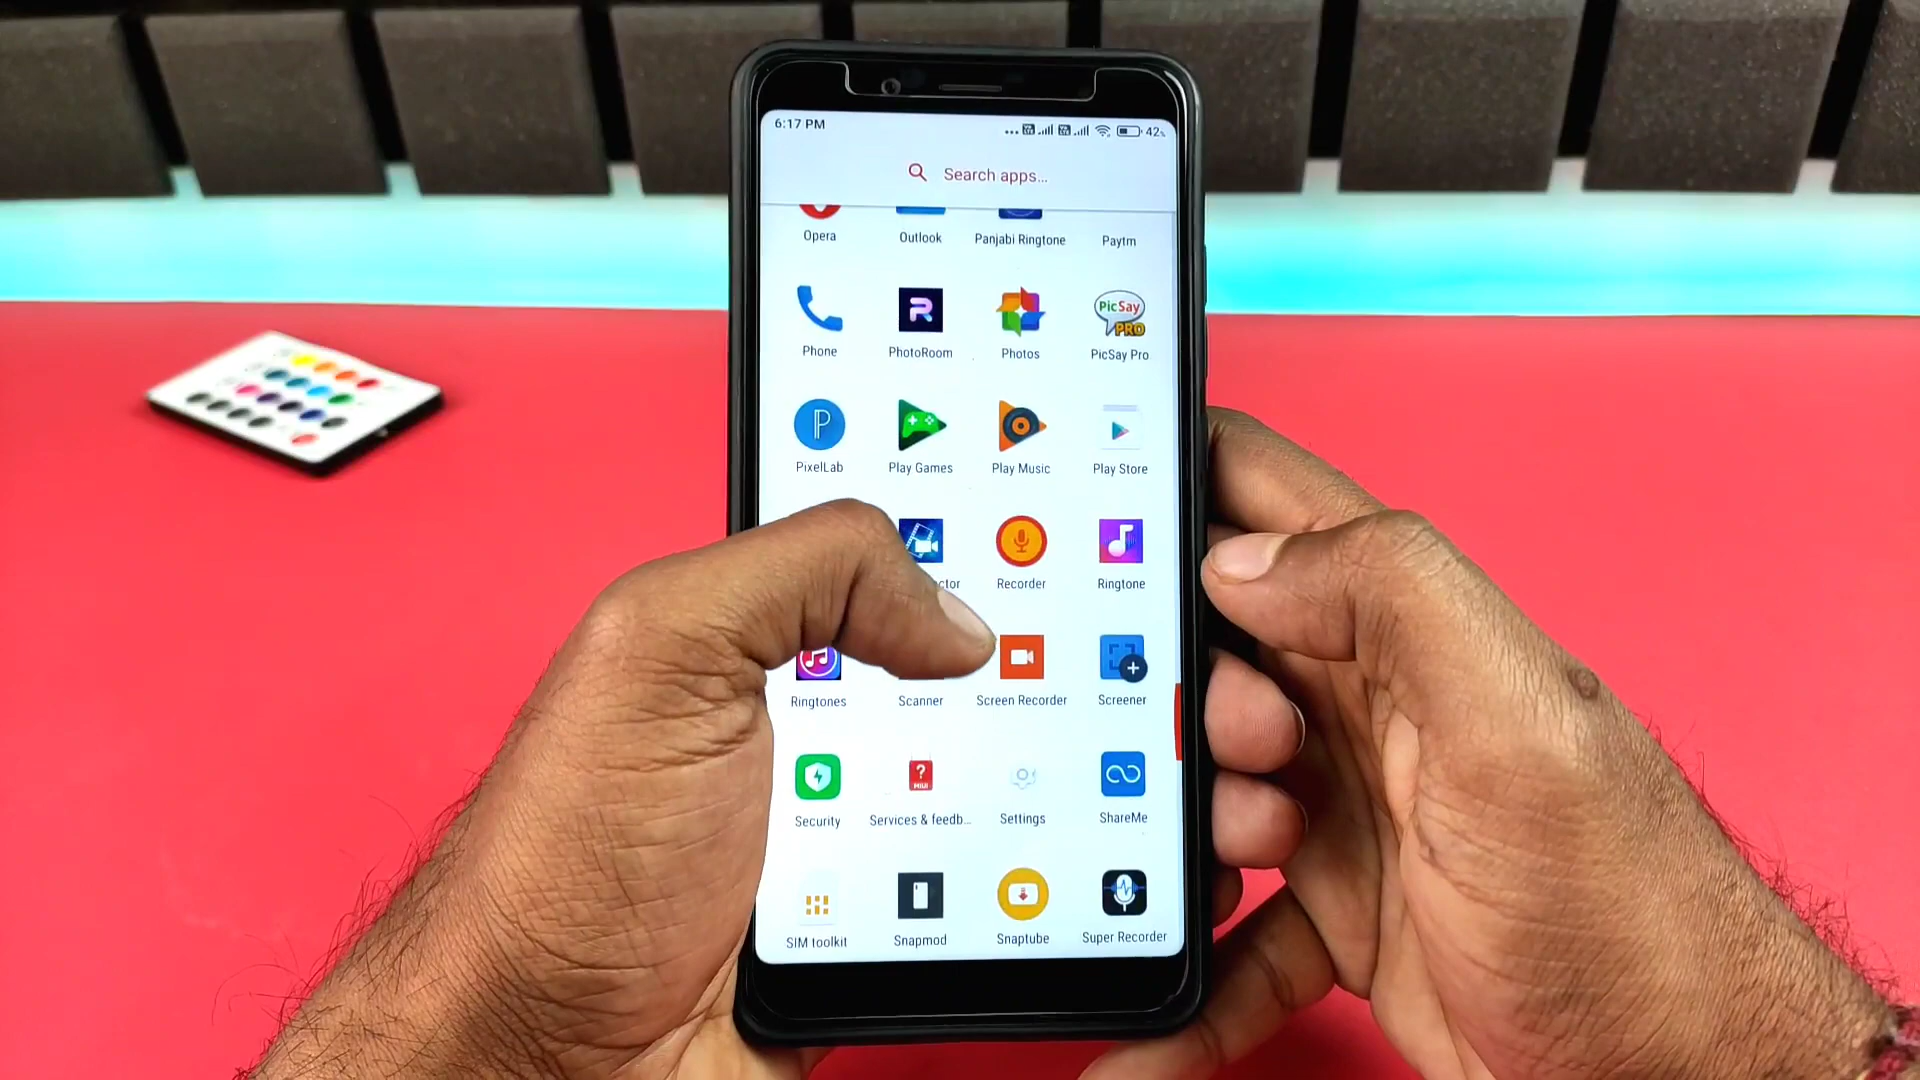 6:17 PM
42%
Search apps...
Opera
Outlook
Panjabi Ringtone
Paytm
PicSay
PRO
Phone
PhotoRoom
Photos
PicSay Pro
PixelLab
Play Games
Play Music
Play Store
ctor
Recorder
Ringtone
Ringtones
Scanner
Screen Recorder
Screener
MIUI
Security
Services & feedb...
Settings
ShareMe
SIM toolkit
Snapmod
Snaptube
Super Recorder